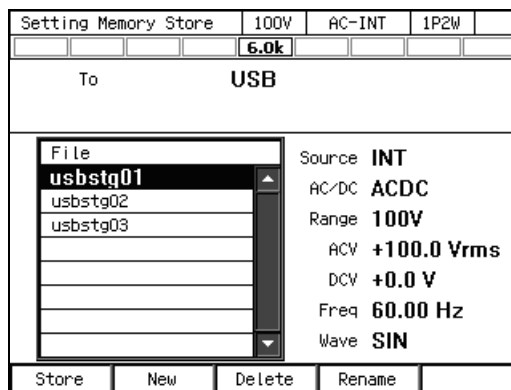 Setting Memory Store 100V AC-INT 1P2W
6.0k
To USB
File
usbstg01
usbstg02
usbstg03
Source INT
AC/DC ACDC
Range 100V
ACV +100.0 Vrms
DCV +0.0 V
Freq 60.00 Hz
Wave SIN
Store New Delete Rename